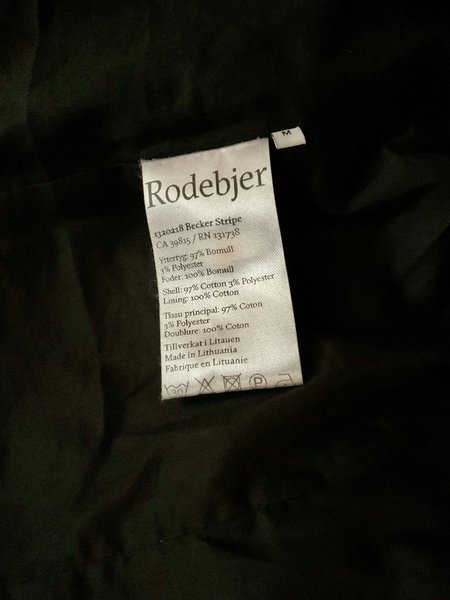 M
Rodebjer
1320218 Becker Stripe
CA 39815 / RN 131738
Yttertyg: 97% Bomull
3% Polyester
Foder: 100% Bomull
Shell: 97% Cotton 3% Polyester
Lining: 100% Cotton
Tissu principal: 97% Coton
3% Polyester
Doublure: 100% Coton
Tillverkat i Litauen
Made in Lithuania
Fabrique en Lituanie
30 P